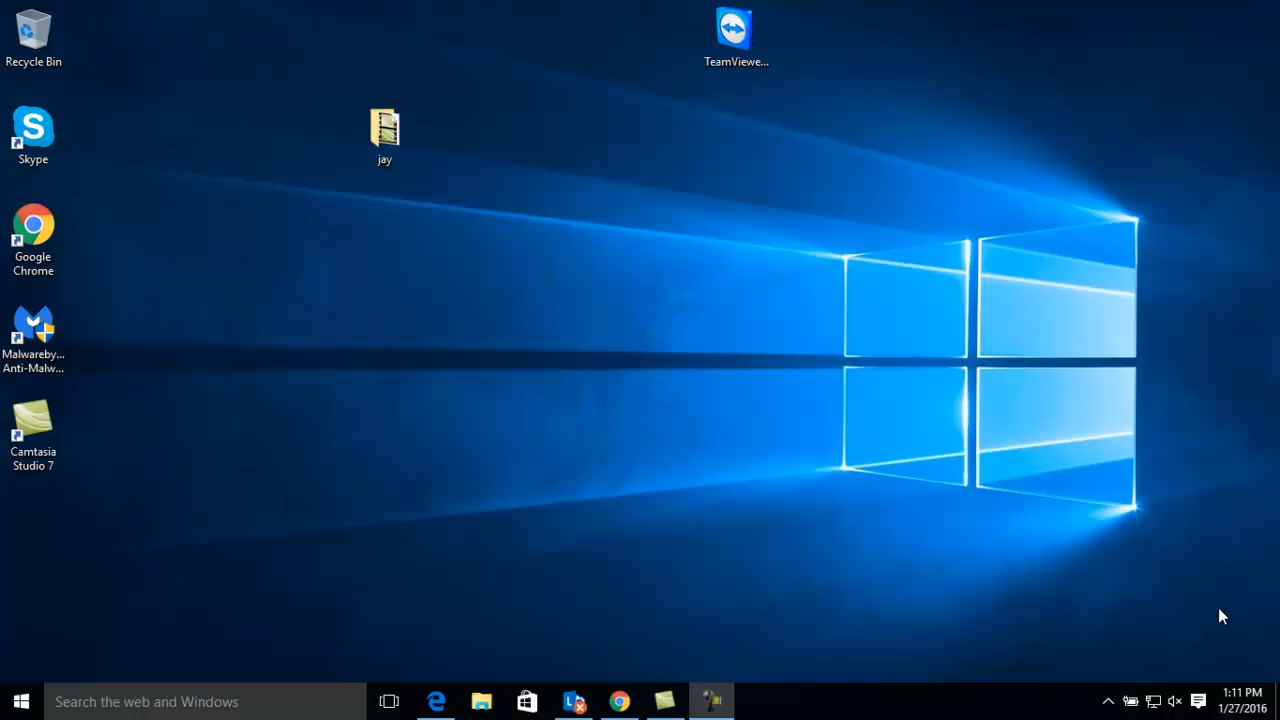 Recycle Bin
TeamViewe...
jay
Skype
Google
Chrome
Malwareby...
Anti-Malw...
Camtasia
Studio 7
Search the web and Windows
1:11 PM
1/27/2016